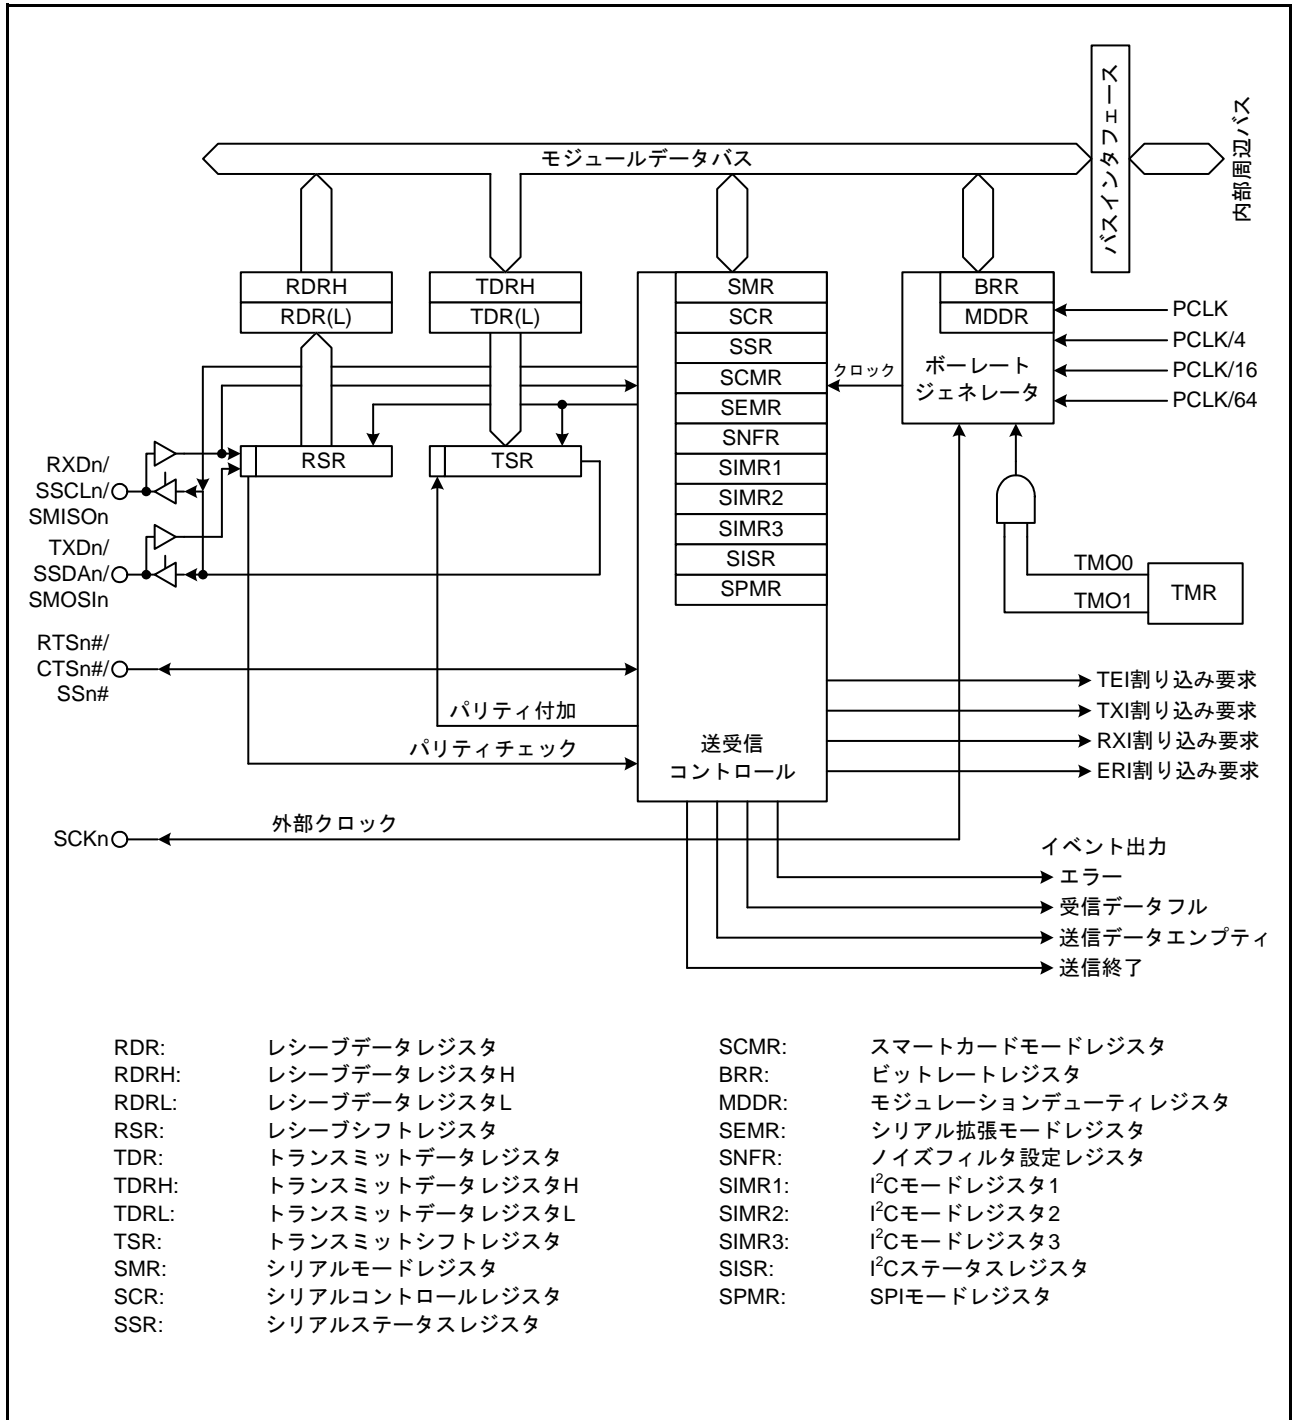 モジュールデータバス
バスインタフェース
内部周辺バス
RDRH
RDR(L)
TDRH
TDR(L)
SMR
SCR
SSR
SCMR
SEMR
SNFR
SIMR1
SIMR2
SIMR3
SISR
SPMR
BRR
MDDR
ボーレート
ジェネレータ
クロック
PCLK
PCLK/4
PCLK/16
PCLK/64
RSR
TSR
RXDn/
SSCLn/
SMISOn
TXDn/
SSDAn/
SMOSIn
TMO0
TMO1
TMR
RTSn#/
CTSn#/
SSn#
パリティ付加
パリティチェック
送受信
コントロール
TEI割り込み要求
TXI割り込み要求
RXI割り込み要求
ERI割り込み要求
SCKn
外部クロック
イベント出力
エラー
受信データフル
送信データエンプティ
送信終了
RDR: レシーブデータレジスタ
RDRH: レシーブデータレジスタH
RDRL: レシーブデータレジスタL
RSR: レシーブシフトレジスタ
TDR: トランスミットデータレジスタ
TDRH: トランスミットデータレジスタH
TDRL: トランスミットデータレジスタL
TSR: トランスミットシフトレジスタ
SMR: シリアルモードレジスタ
SCR: シリアルコントロールレジスタ
SSR: シリアルステータスレジスタ
SCMR: スマートカードモードレジスタ
BRR: ビットレートレジスタ
MDDR: モジュレーションデューティレジスタ
SEMR: シリアル拡張モードレジスタ
SNFR: ノイズフィルタ設定レジスタ
SIMR1: I²Cモードレジスタ1
SIMR2: I²Cモードレジスタ2
SIMR3: I²Cモードレジスタ3
SISR: I²Cステータスレジスタ
SPMR: SPIモードレジスタ